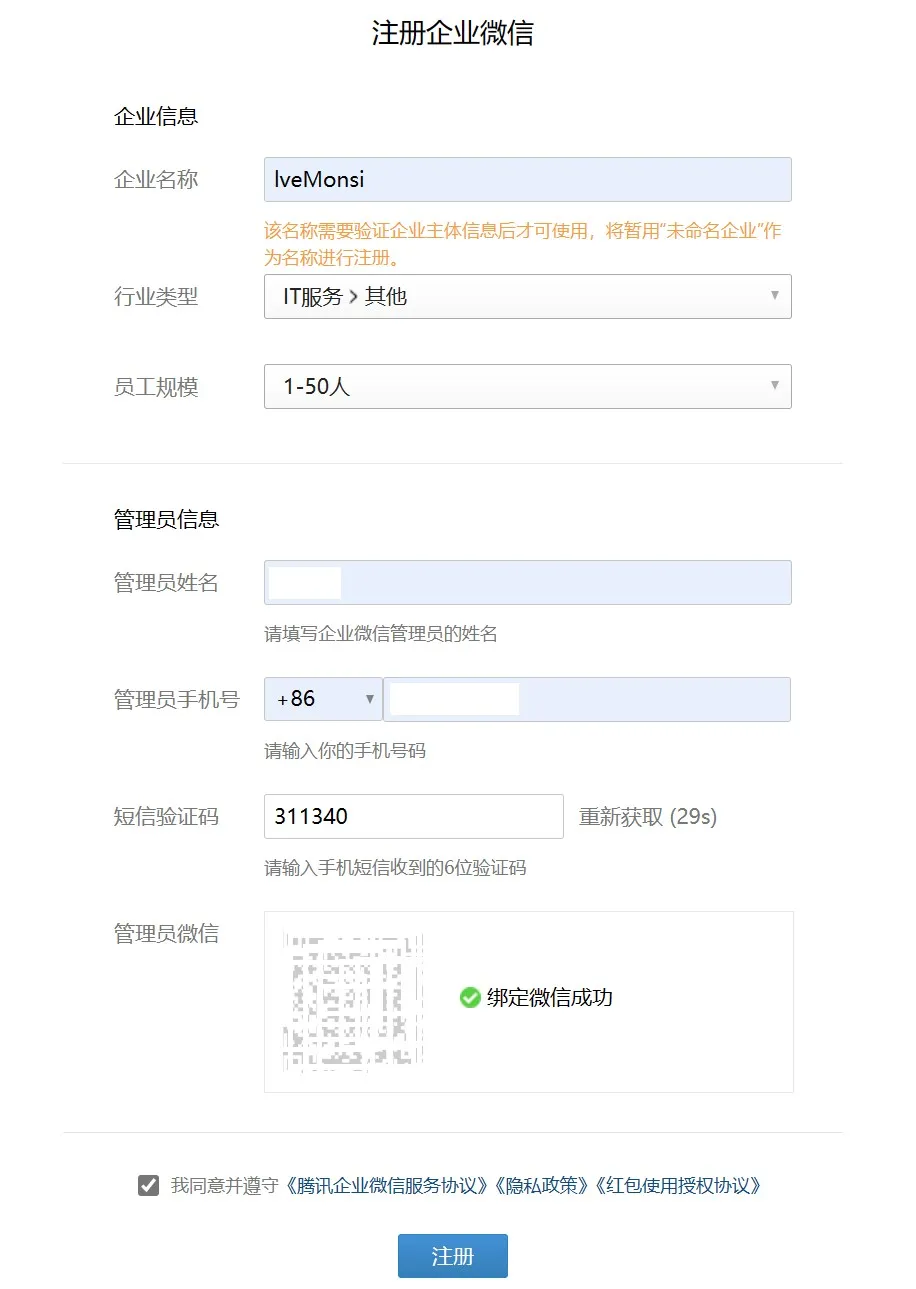 注册企业微信
企业信息
企业名称 lveMonsi
该名称需要验证企业主体信息后才可使用，将暂用“未命名企业”作
为名称进行注册。
行业类型 IT服务 > 其他
员工规模 1-50人
管理员信息
管理员姓名
请填写企业微信管理员的姓名
管理员手机号 +86
请输入你的手机号码
短信验证码 311340 重新获取 (29s)
请输入手机短信收到的6位验证码
管理员微信 绑定微信成功
我同意并遵守《腾讯企业微信服务协议》《隐私政策》《红包使用授权协议》
注册